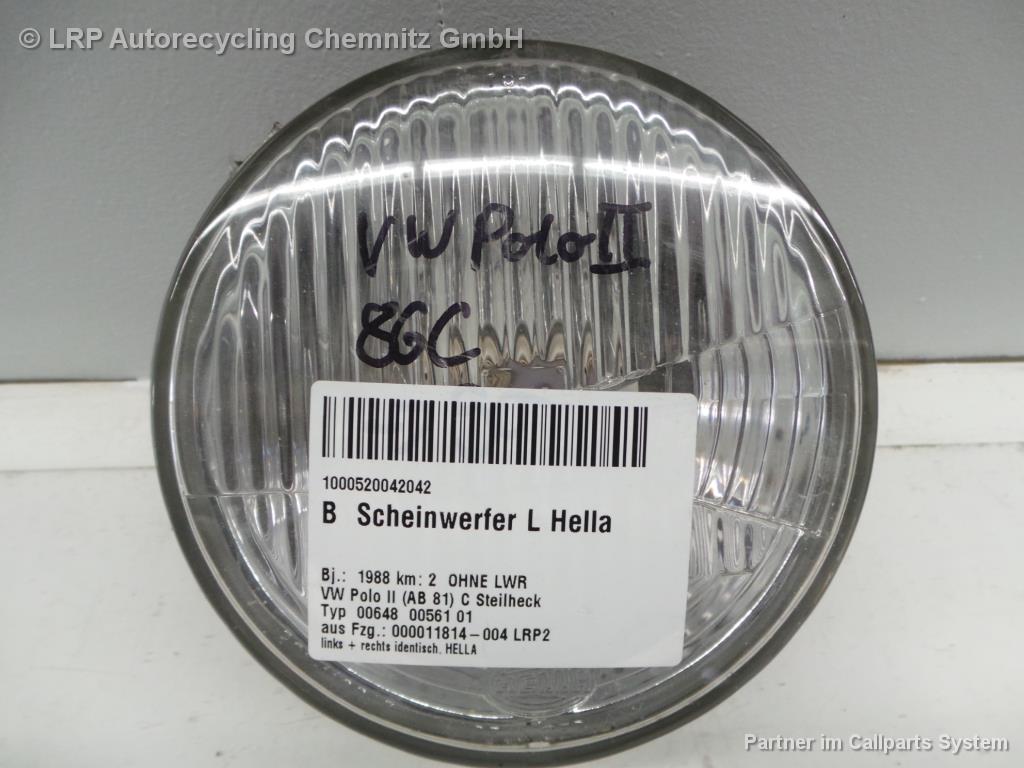 © LRP Autorecycling Chemnitz GmbH
VW Polo II
86C
1000520042042
B Scheinwerfer L Hella
Bj.: 1988 km: 2 OHNE LWR
VW Polo II (AB 81) C Steilheck
Typ 00648 00561 01
aus Fzg.: 000011814-004 LRP2
links + rechts identisch. HELLA
Partner im Callparts System